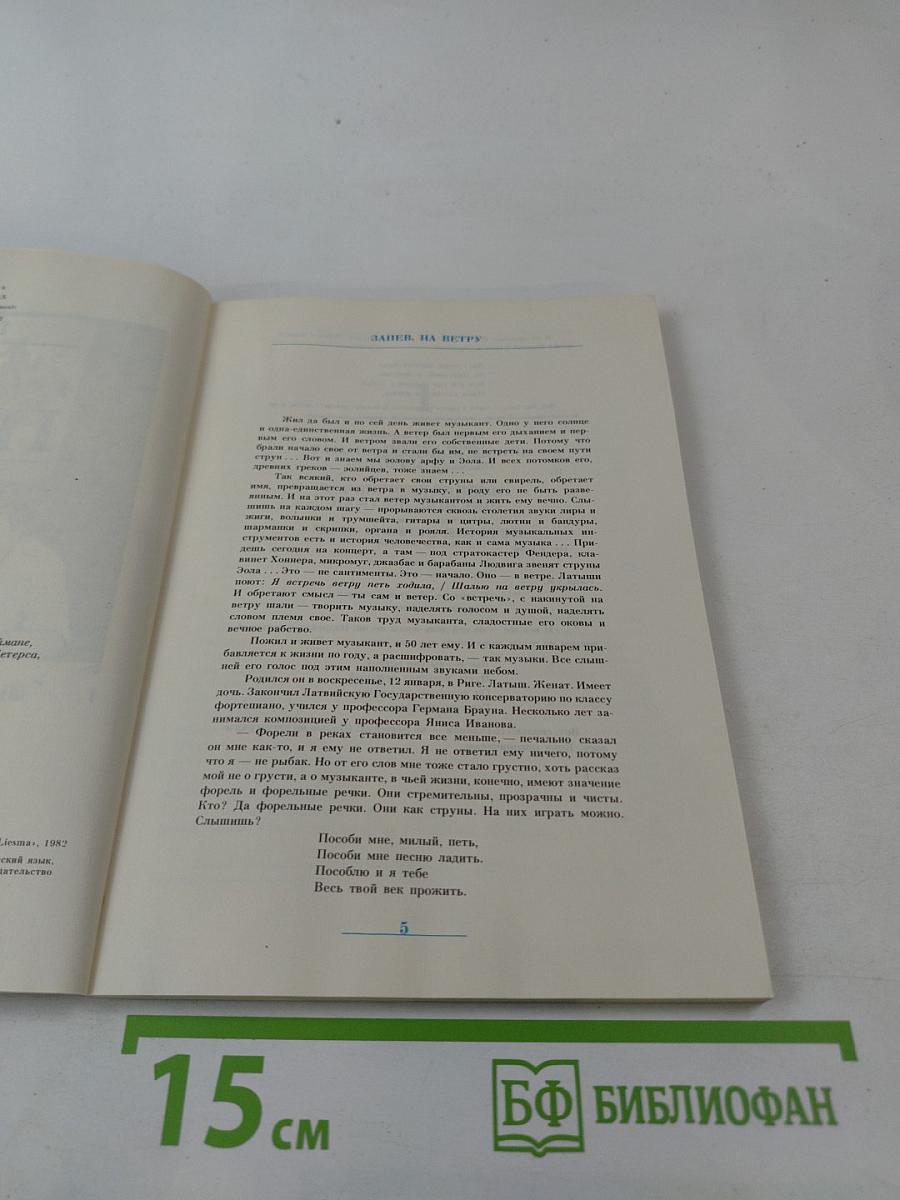 ймане,
етерса,
Liesma», 1982
ский язык,
дательство
ЗАПЕВ. НА ВЕТРУ
Жил да был и по сей день живет музыкант. Одно у него солнце
и одна-единственная жизнь. А ветер был первым его дыханием и пер-
вым его словом. И ветром звали его собственные дети. Потому что
брали начало свое от ветра и стали бы им, не встреть на своем пути
струн . . . Вот и знаем мы эолову арфу и Эола. И всех потомков его,
древних греков — эолийцев, тоже знаем . . .
Так всякий, кто обретает свои струны или свирель, обретает
имя, превращается из ветра в музыку, и роду его не быть разве-
янным. И на этот раз стал ветер музыкантом и жить ему вечно. Слы-
шишь на каждом шагу — прорываются сквозь столетия звуки лиры и
жиги, волынки и трумшейта, гитары и цитры, лютни и бандуры,
шарманки и скрипки, органа и рояля. История музыкальных ин-
струментов есть и история человечества, как и сама музыка . . . При-
дешь сегодня на концерт, а там — под стратокастер Фендера, кла-
винет Хоннера, микромуг, джазбас и барабаны Людвига звенят струны
Эола . . . Это — не сантименты. Это — начало. Оно — в ветре. Латыши
поют: Я встречь ветру петь ходила, / Шалью на ветру укрылась.
И обретают смысл — ты сам и ветер. Со «встречь», с накинутой на
ветру шали — творить музыку, наделять голосом и душой, наделять
словом племя свое. Таков труд музыканта, сладостные его оковы и
вечное рабство.
Пожил и живет музыкант, и 50 лет ему. И с каждым январем при-
бавляется к жизни по году, а расшифровать, — так музыки. Все слыш-
ней его голос под этим наполненным звуками небом.
Родился он в воскресенье, 12 января, в Риге. Латыш. Женат. Имеет
дочь. Закончил Латвийскую Государственную консерваторию по классу
фортепиано, учился у профессора Германа Брауна. Несколько лет за-
нимался композицией у профессора Яниса Иванова.
— Форели в реках становится все меньше, — печально сказал
он мне как-то, и я ему не ответил. Я не ответил ему ничего, потому
что я — не рыбак. Но от его слов мне тоже стало грустно, хоть рассказ
мой не о грусти, а о музыканте, в чьей жизни, конечно, имеют значение
форель и форельные речки. Они стремительны, прозрачны и чисты.
Кто? Да форельные речки. Они как струны. На них играть можно.
Слышишь?
Пособи мне, милый, петь,
Пособи мне песню ладить.
Пособлю и я тебе
Весь твой век прожить.
5
15 см
БФ БИБЛИОФАН